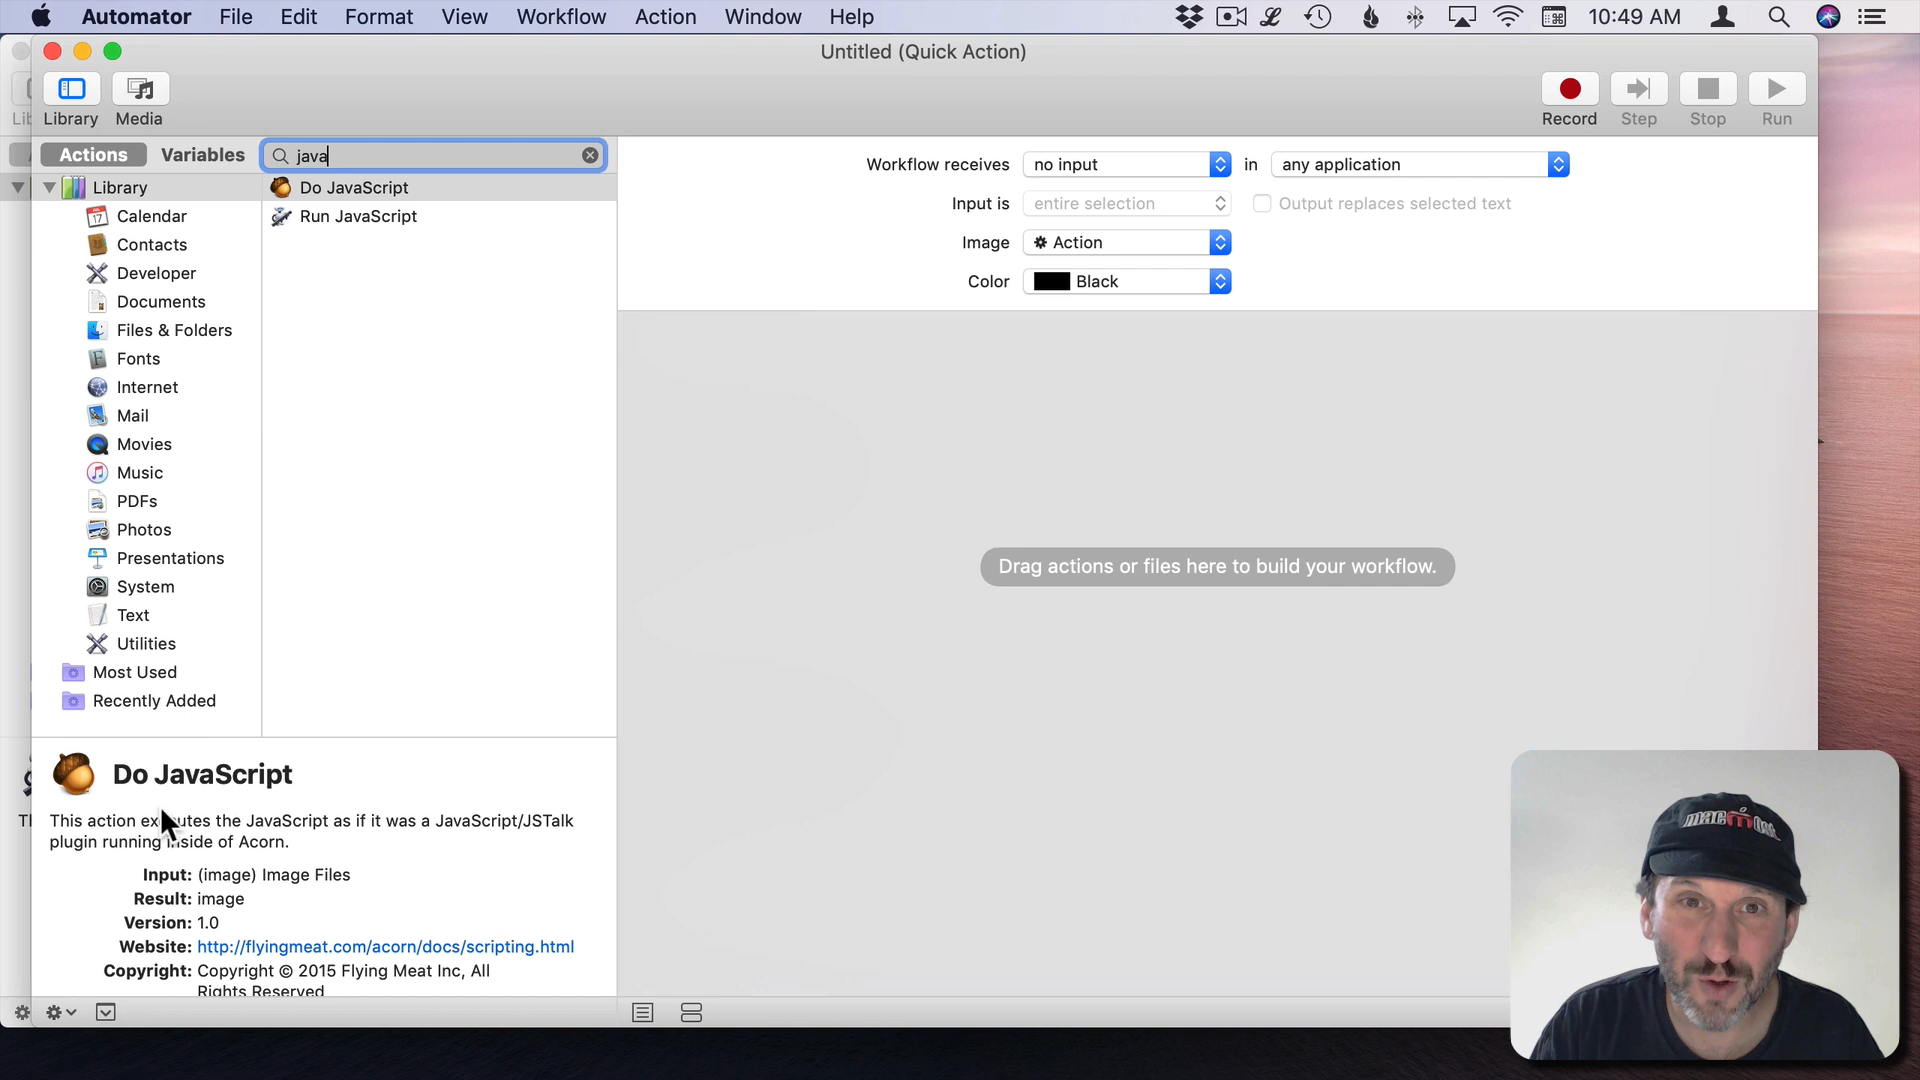 Automator File Edit Format View Workflow Action Window Help 10:49 AM
Untitled (Quick Action)
Library Media Record Step Stop Run
Actions Variables java
Library
Calendar
Contacts
Developer
Documents
Files & Folders
Fonts
Internet
Mail
Movies
Music
PDFs
Photos
Presentations
System
Text
Utilities
Most Used
Recently Added
Do JavaScript
Run JavaScript
Workflow receives no input in any application
Input is entire selection Output replaces selected text
Image Action
Color Black
Drag actions or files here to build your workflow.
Do JavaScript
This action executes the JavaScript as if it was a JavaScript/JSTalk
plugin running inside of Acorn.
Input: (image) Image Files
Result: image
Version: 1.0
Website: http://flyingmeat.com/acorn/docs/scripting.html
Copyright: Copyright © 2015 Flying Meat Inc, All
Rights Reserved
macmost